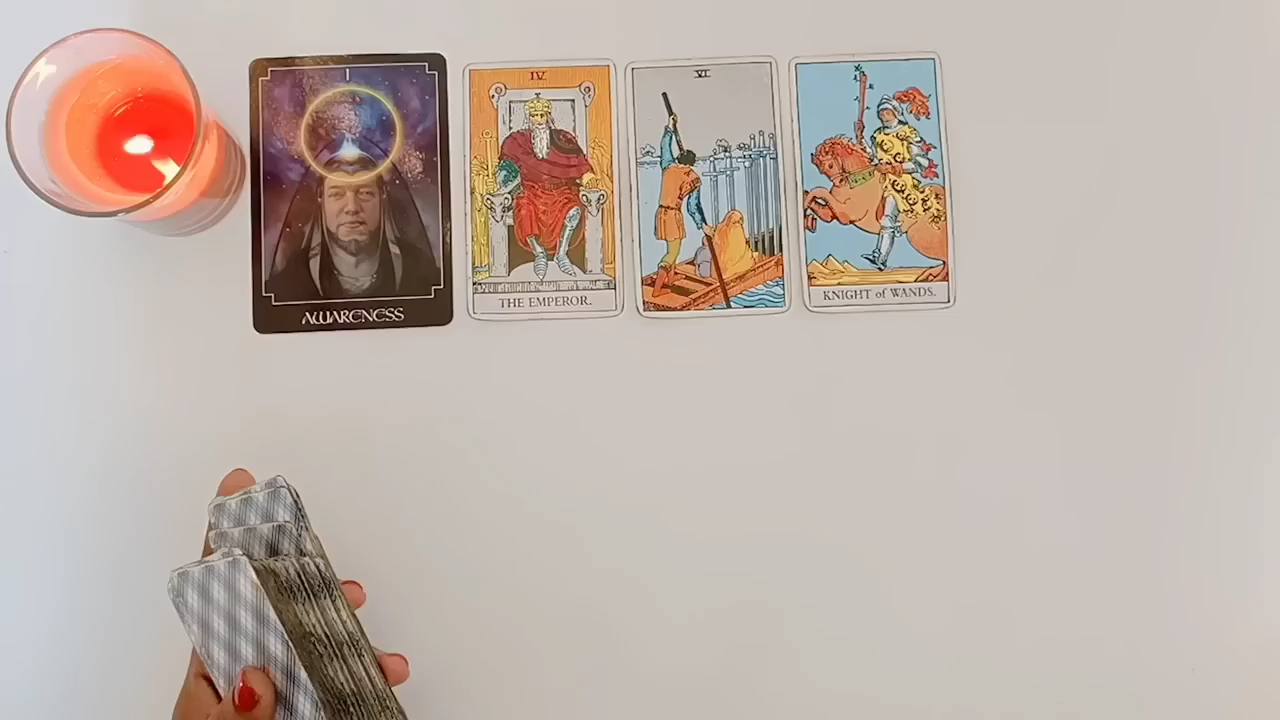 I
AWARENESS
IV
THE EMPEROR.
VI
KNIGHT of WANDS.